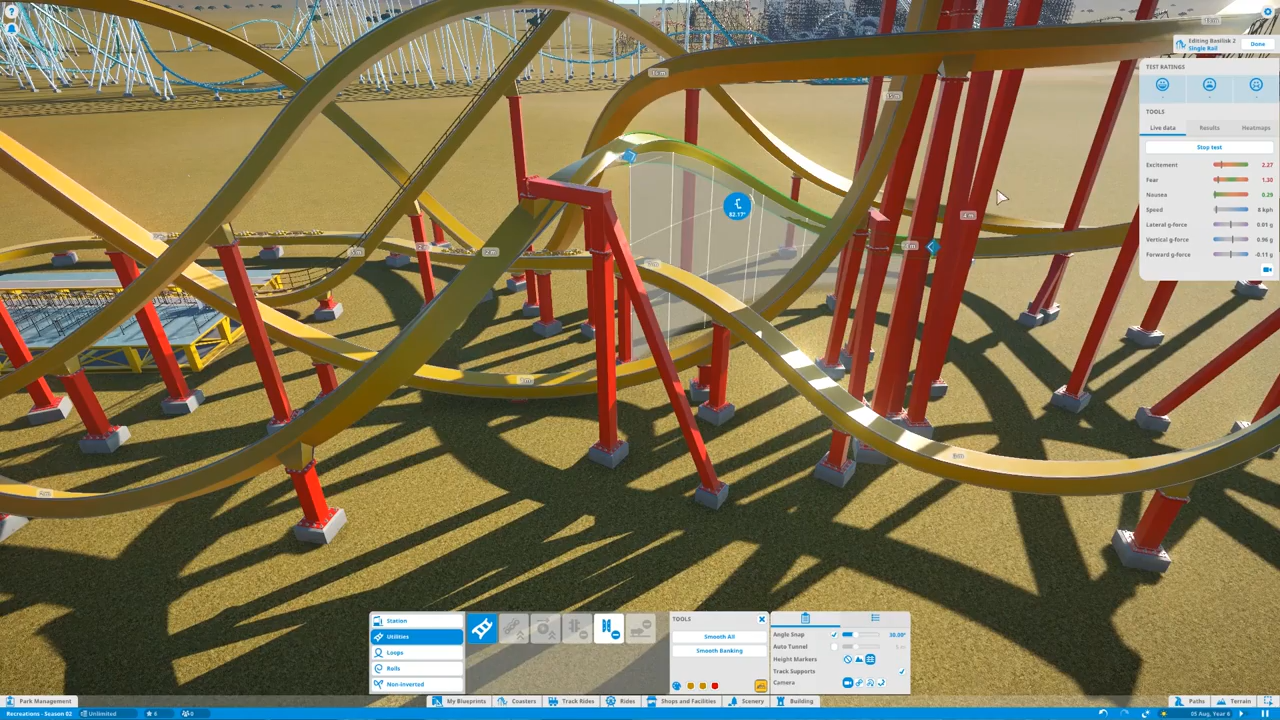 ?
Editing Basilisk 2
Single Rail
Done
TEST RATINGS
-
-
-
TOOLS
Live data
Results
Heatmaps
Stop test
Excitement
2.37
Fear
1.30
Nausea
0.29
Speed
8 kph
Lateral g-force
0.01 g
Vertical g-force
0.96 g
Forward g-force
-0.11 g
82.17°
Station
Utilities
Loops
Rolls
Non-inverted
TOOLS
Smooth All
Smooth Banking
Angle Snap
30.00°
Auto Tunnel
Height Markers
Track Supports
Camera
Park Management
My Blueprints
Coasters
Track Rides
Rides
Shops and Facilities
Scenery
Building
Paths
Terrain
Recreations - Season 02
Unlimited
6
0
05 Aug, Year 6